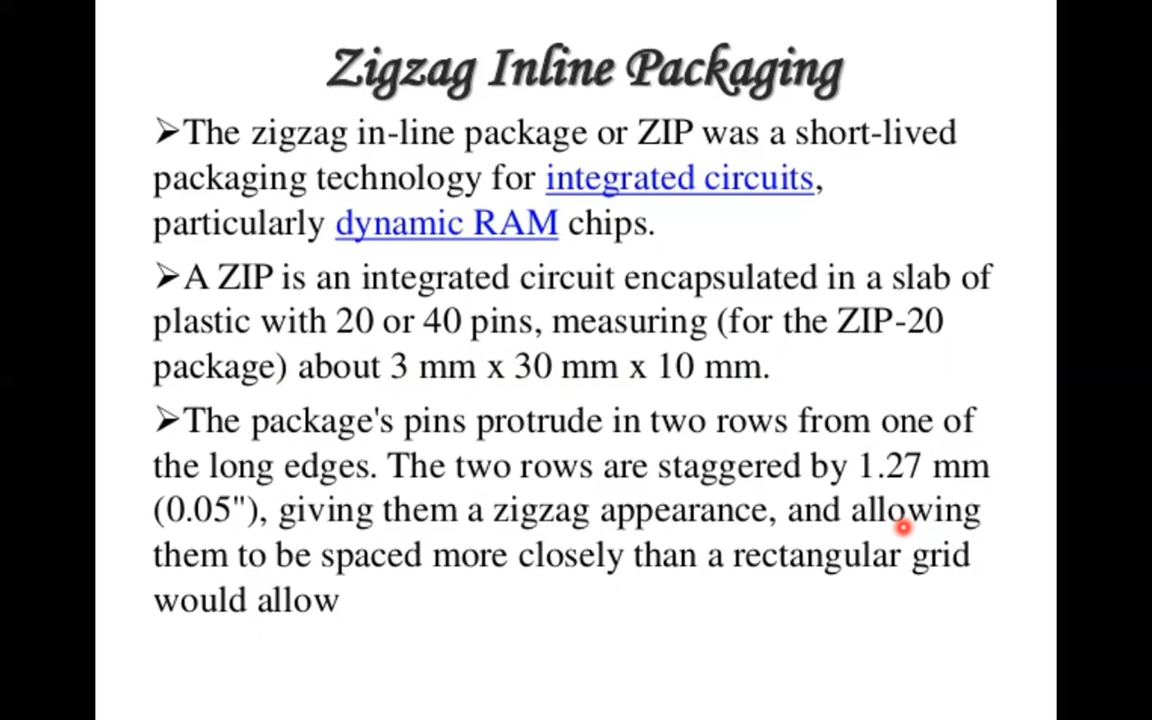 Zigzag Inline Packaging
➢The zigzag in-line package or ZIP was a short-lived
packaging technology for integrated circuits,
particularly dynamic RAM chips.
➢A ZIP is an integrated circuit encapsulated in a slab of
plastic with 20 or 40 pins, measuring (for the ZIP-20
package) about 3 mm x 30 mm x 10 mm.
➢The package's pins protrude in two rows from one of
the long edges. The two rows are staggered by 1.27 mm
(0.05"), giving them a zigzag appearance, and allowing
them to be spaced more closely than a rectangular grid
would allow